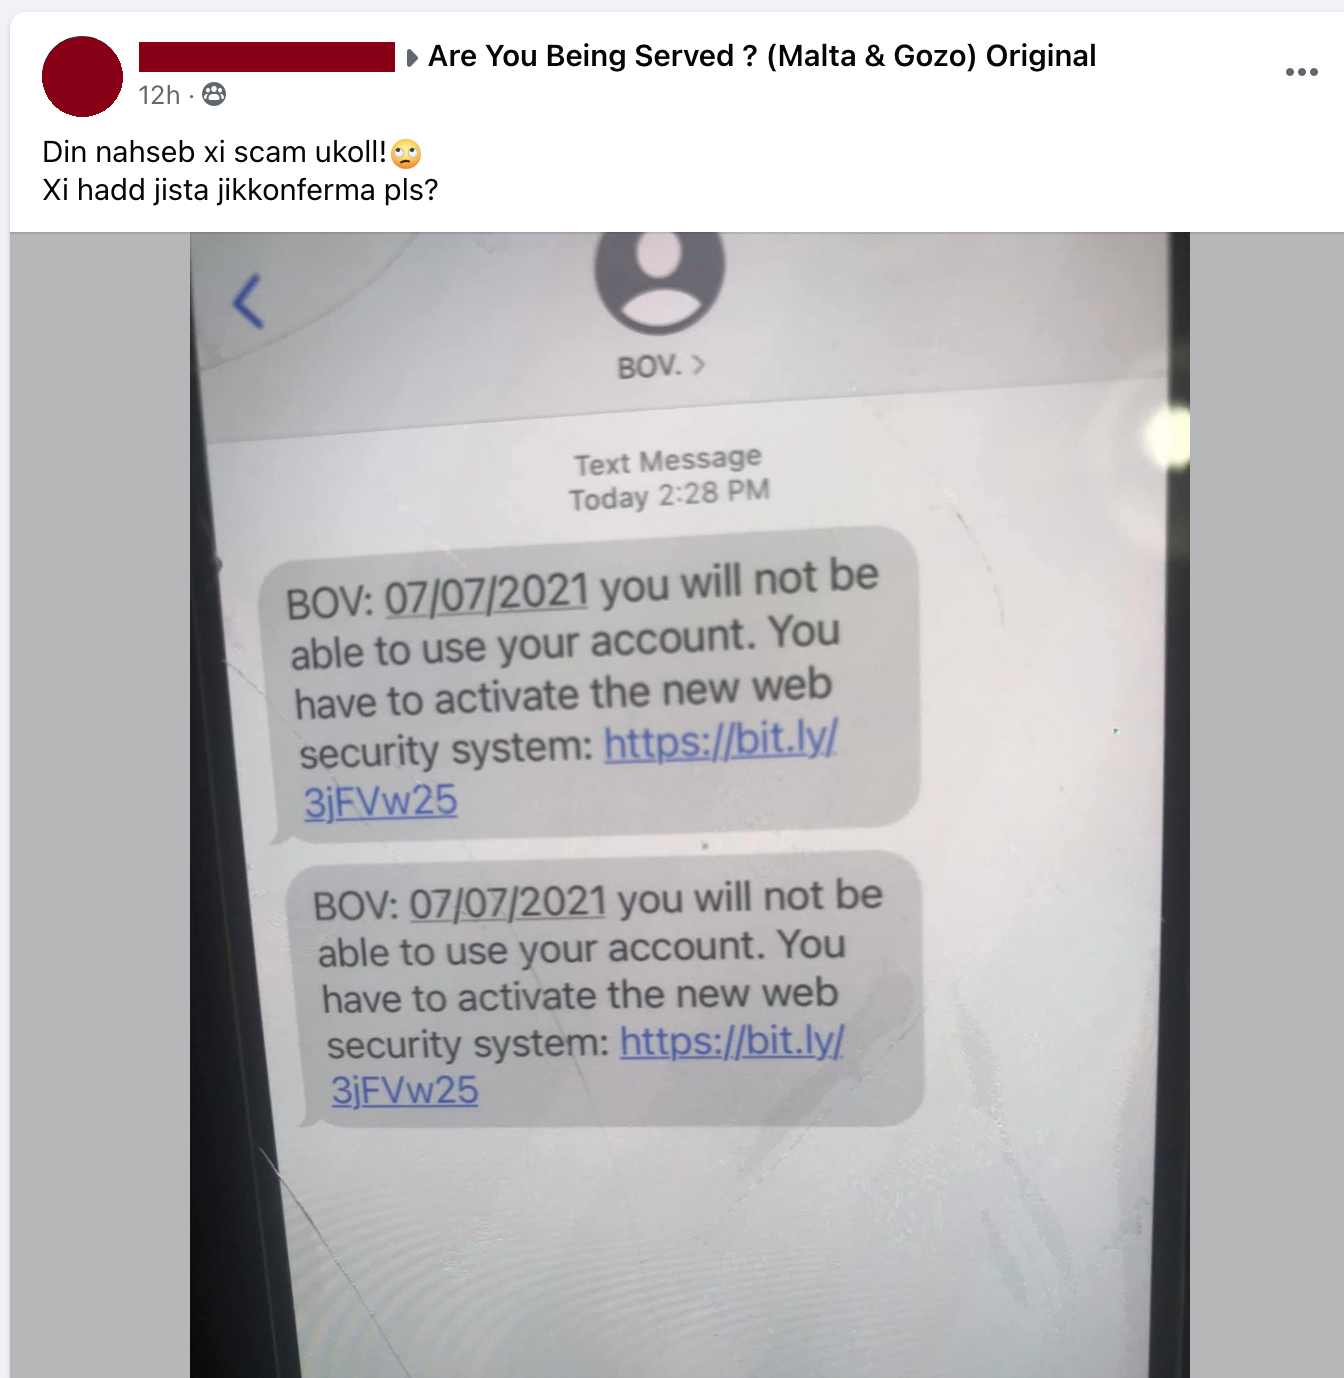 Are You Being Served ? (Malta & Gozo) Original
12h ·
Din nahseb xi scam ukoll!🙄
Xi hadd jista jikkonferma pls?
BOV. >
Text Message
Today 2:28 PM
BOV: 07/07/2021 you will not be
able to use your account. You
have to activate the new web
security system: https://bit.ly/
3jFVw25
BOV: 07/07/2021 you will not be
able to use your account. You
have to activate the new web
security system: https://bit.ly/
3jFVw25